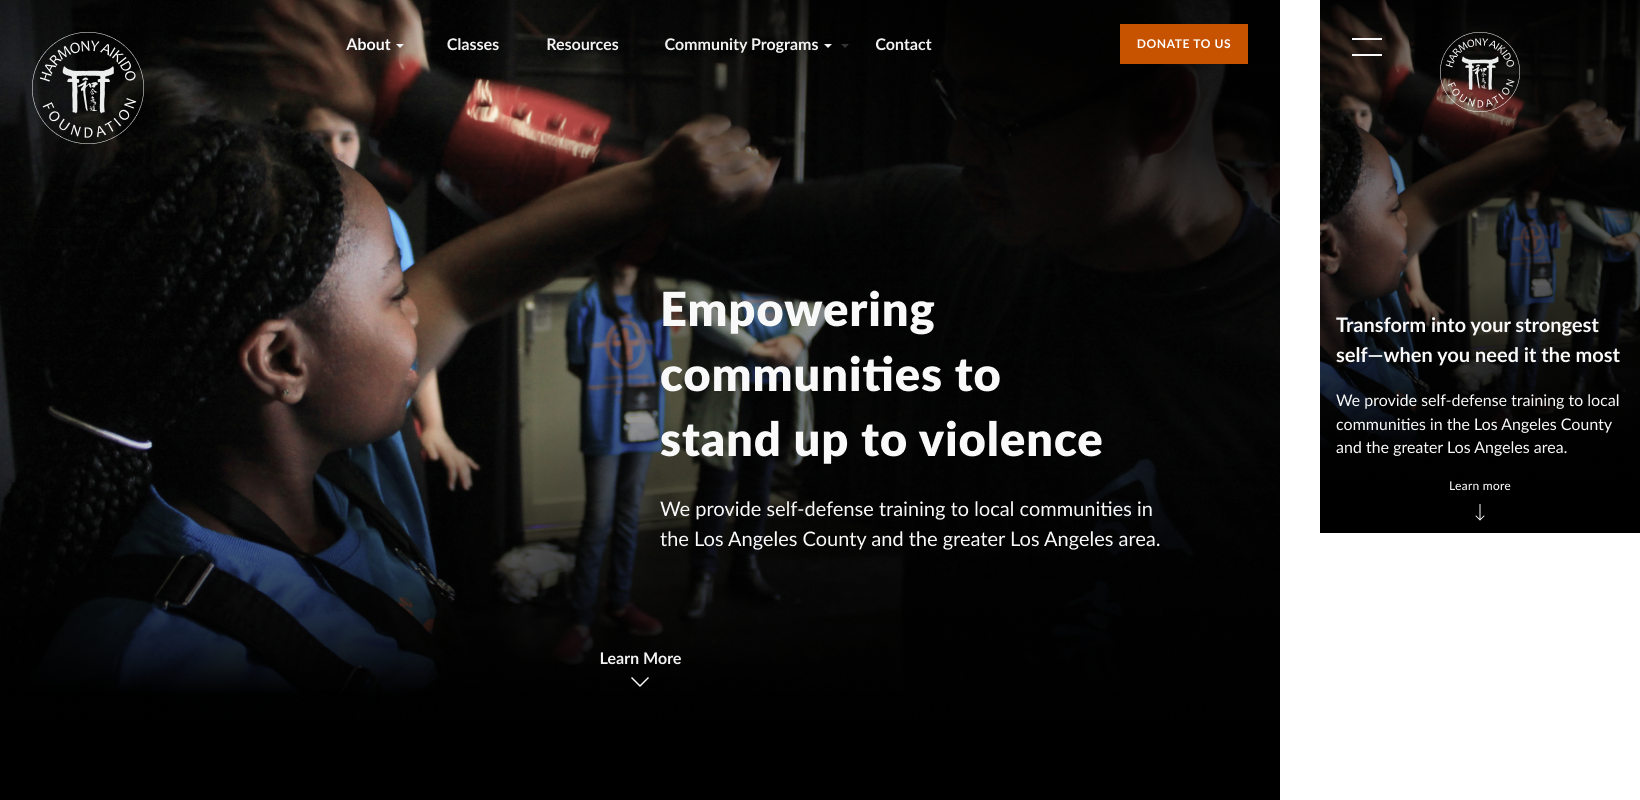 HARMONY AIKIDO
FOUNDATION
About
Classes
Resources
Community Programs
Contact
DONATE TO US
Empowering
communities to
stand up to violence
We provide self-defense training to local communities in
the Los Angeles County and the greater Los Angeles area.
Learn More
HARMONY AIKIDO
FOUNDATION
Transform into your strongest
self—when you need it the most
We provide self-defense training to local
communities in the Los Angeles County
and the greater Los Angeles area.
Learn more